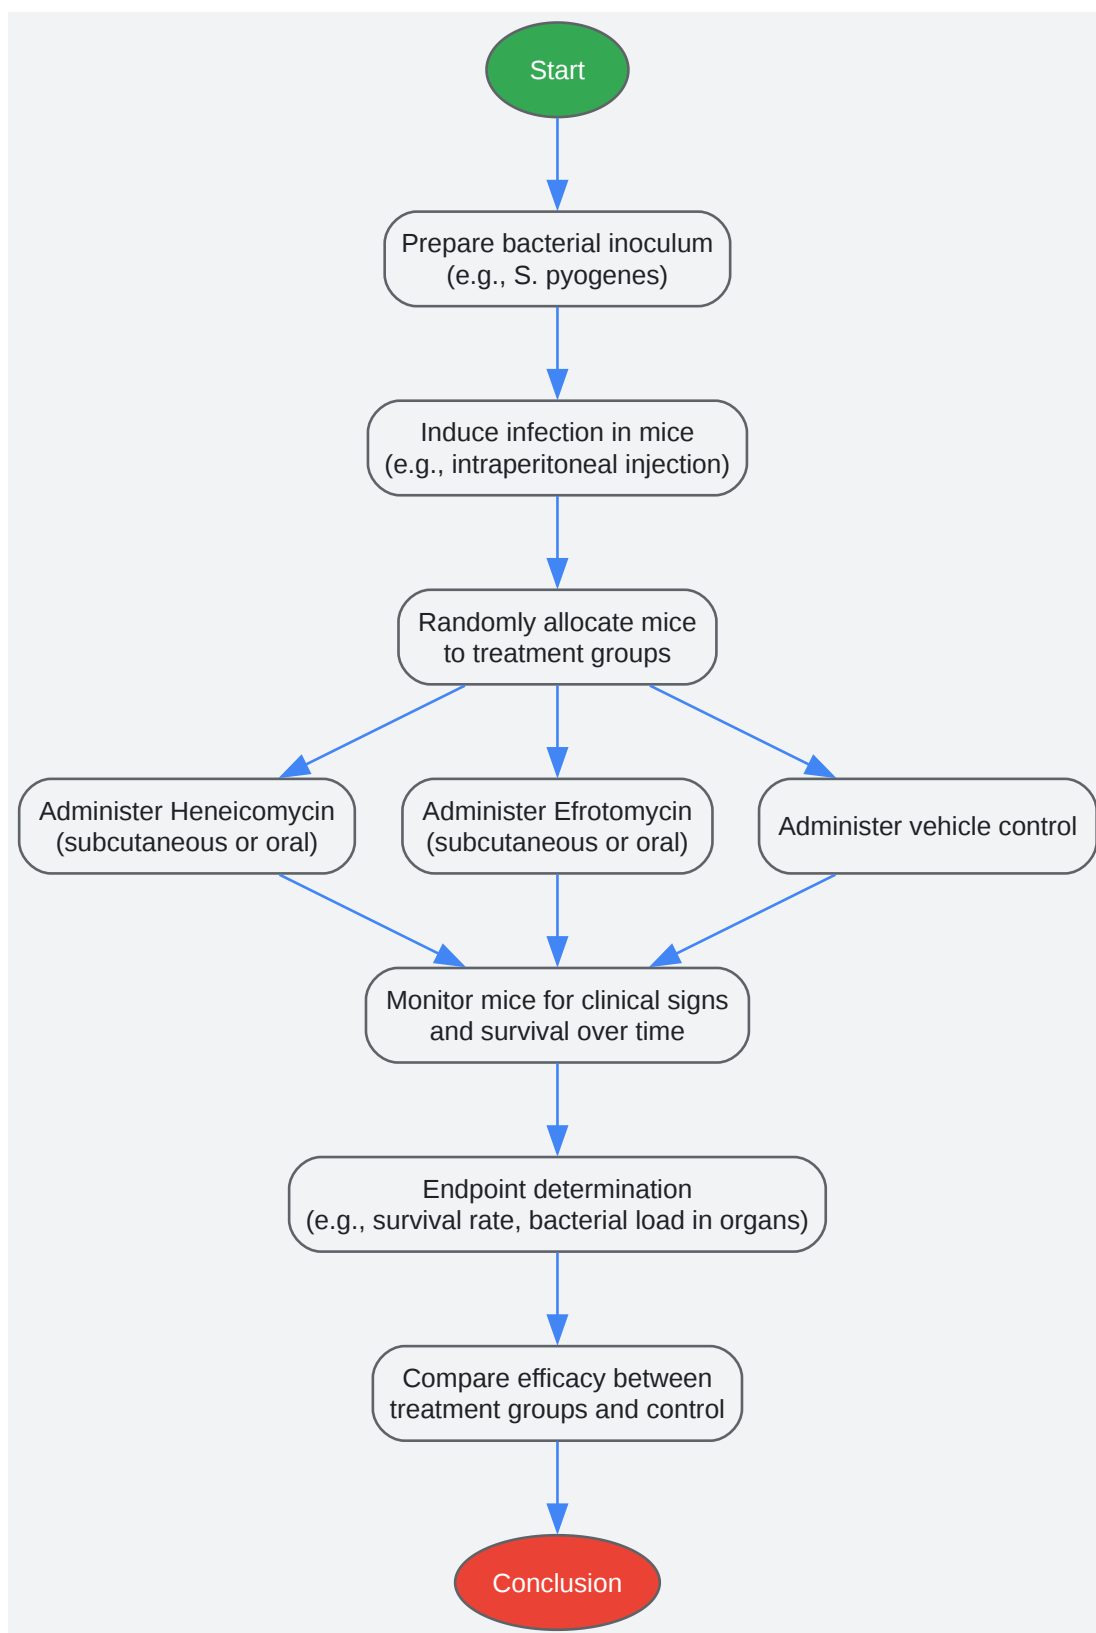 Start
Prepare bacterial inoculum
(e.g., S. pyogenes)
Induce infection in mice
(e.g., intraperitoneal injection)
Randomly allocate mice
to treatment groups
Administer Heneicomycin
(subcutaneous or oral)
Administer Efrotomycin
(subcutaneous or oral)
Administer vehicle control
Monitor mice for clinical signs
and survival over time
Endpoint determination
(e.g., survival rate, bacterial load in organs)
Compare efficacy between
treatment groups and control
Conclusion